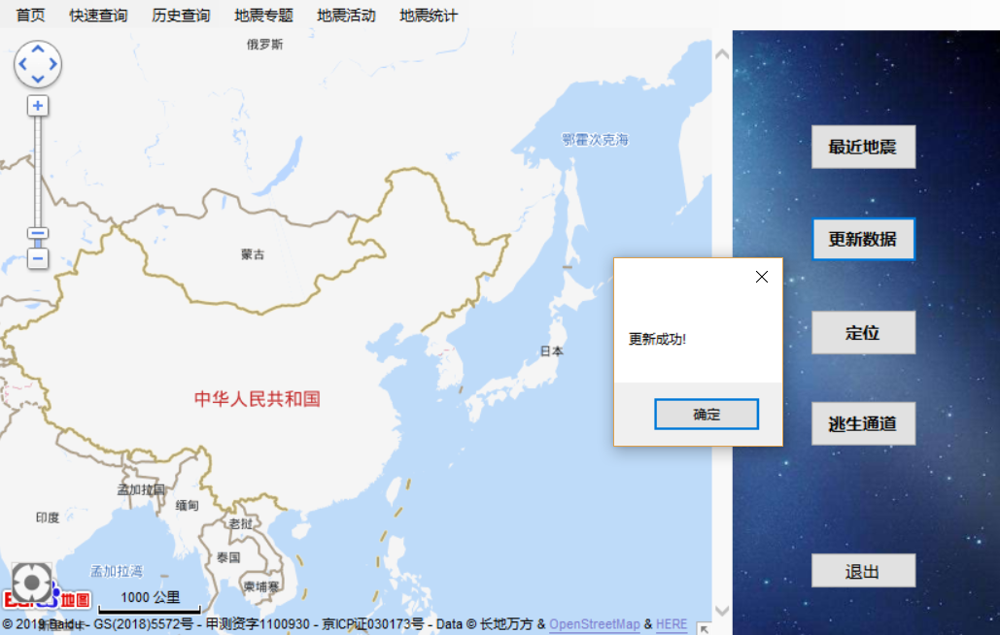 首页 快速查询 历史查询 地震专题 地震活动 地震统计
俄罗斯
鄂霍次克海
最近地震
更新数据
蒙古
定位
更新成功!
日本
中华人民共和国
确定
逃生通道
孟加拉国
缅甸
印度
老挝
泰国
孟加拉湾
柬埔寨
退出
地图
1000 公里
© 2019 Baidu - GS(2018)5572号 - 甲测资字1100930 - 京ICP证030173号 - Data © 长地万方 & OpenStreetMap & HERE